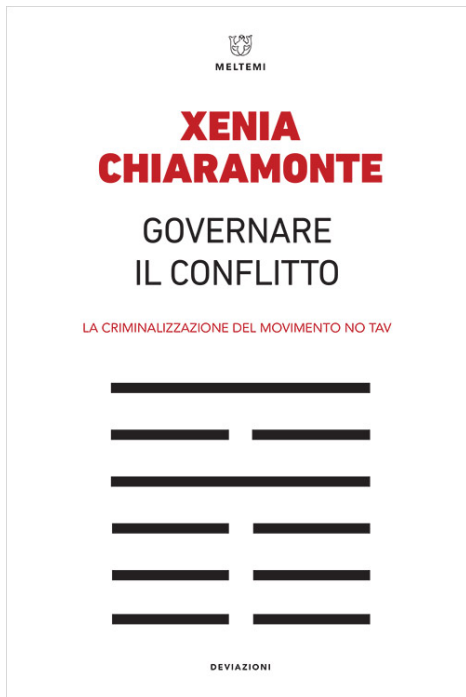 MELTEMI
XENIA
CHIARAMONTE
GOVERNARE
IL CONFLITTO
LA CRIMINALIZZAZIONE DEL MOVIMENTO NO TAV
DEVIAZIONI